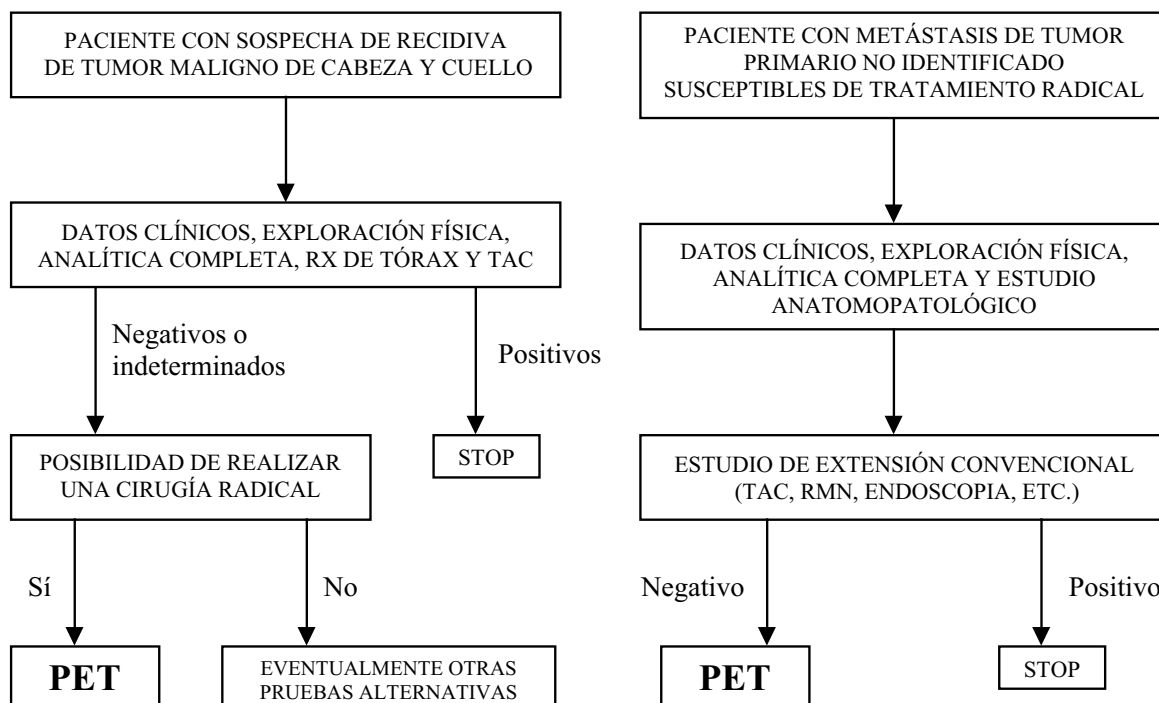 PACIENTE CON SOSPECHA DE RECIDIVA
DE TUMOR MALIGNO DE CABEZA Y CUELLO
DATOS CLÍNICOS, EXPLORACIÓN FÍSICA,
ANALÍTICA COMPLETA, RX DE TÓRAX Y TAC
Negativos o
indeterminados
Positivos
POSIBILIDAD DE REALIZAR
UNA CIRUGÍA RADICAL
STOP
Sí
No
PET
EVENTUALMENTE OTRAS
PRUEBAS ALTERNATIVAS
PACIENTE CON METÁSTASIS DE TUMOR
PRIMARIO NO IDENTIFICADO
SUSCEPTIBLES DE TRATAMIENTO RADICAL
DATOS CLÍNICOS, EXPLORACIÓN FÍSICA,
ANALÍTICA COMPLETA Y ESTUDIO
ANATOMOPATOLÓGICO
ESTUDIO DE EXTENSIÓN CONVENCIONAL
(TAC, RMN, ENDOSCOPIA, ETC.)
Negativo
Positivo
PET
STOP